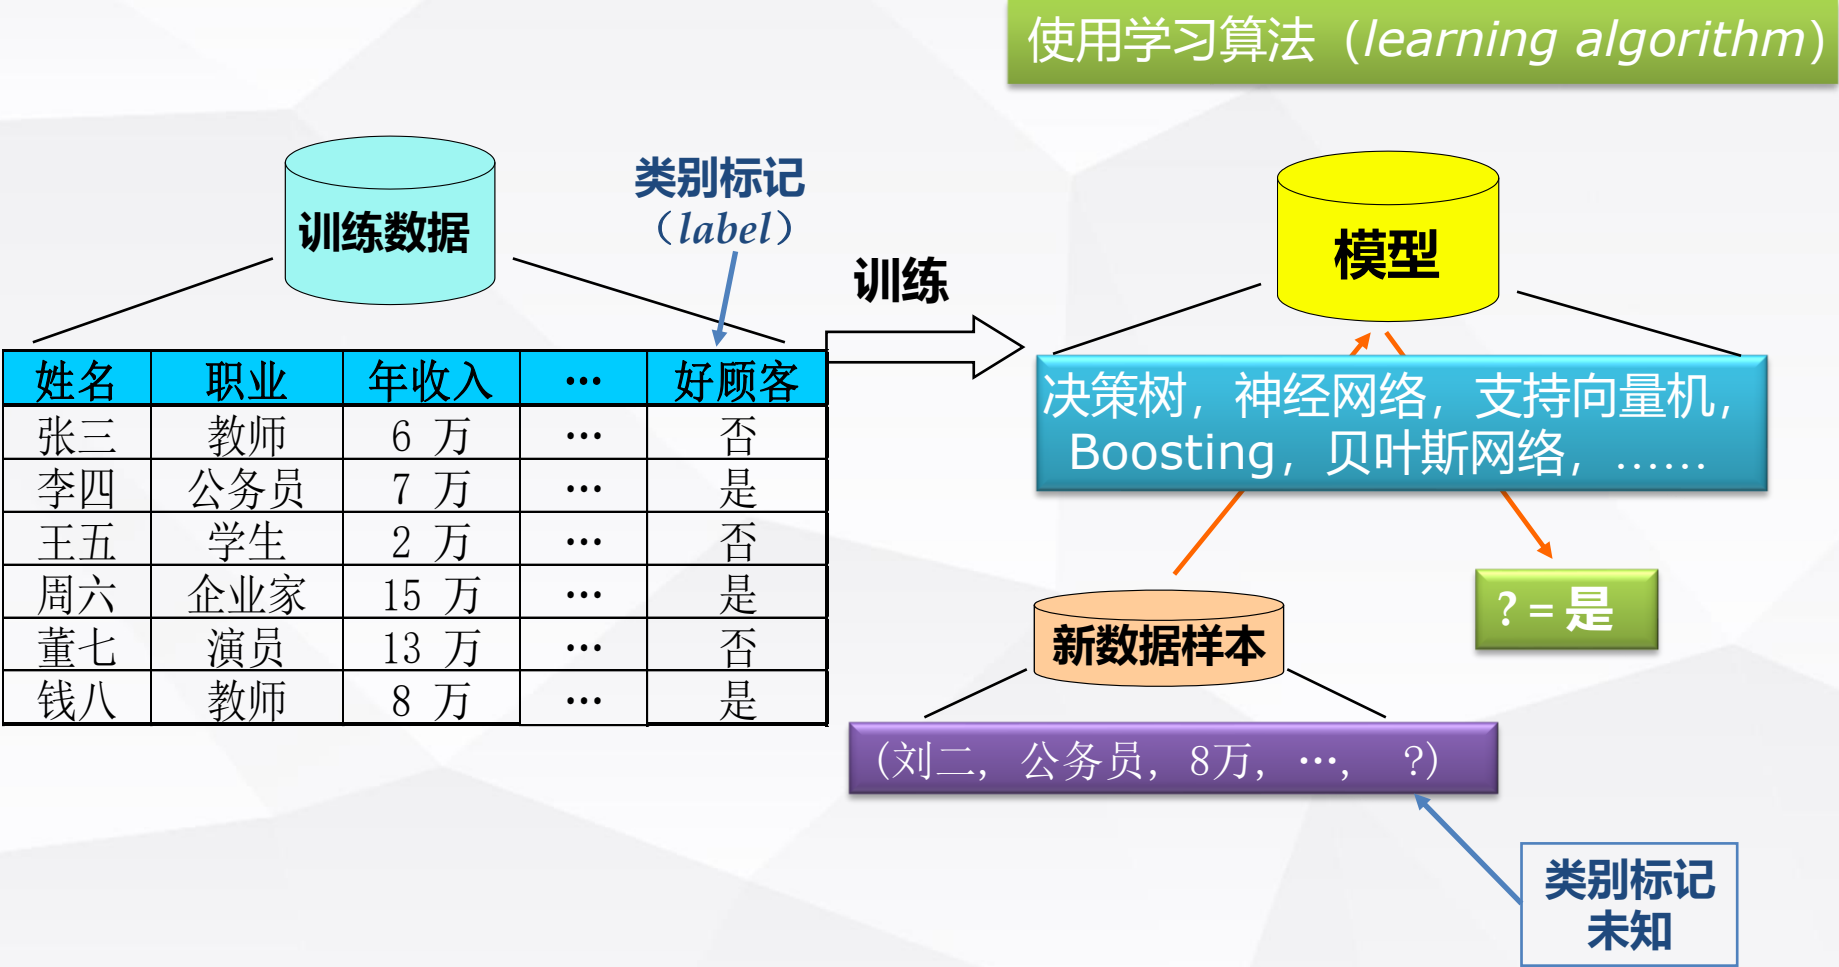 使用学习算法（learning algorithm）
训练数据
类别标记
（label）
训练
模型
姓名 职业 年收入 … 好顾客
张三 教师 6 万 … 否
李四 公务员 7 万 … 是
王五 学生 2 万 … 否
周六 企业家 15 万 … 是
董七 演员 13 万 … 否
钱八 教师 8 万 … 是
决策树，神经网络，支持向量机，
Boosting，贝叶斯网络，……
新数据样本
? = 是
(刘二, 公务员, 8万, …, ?)
类别标记
未知